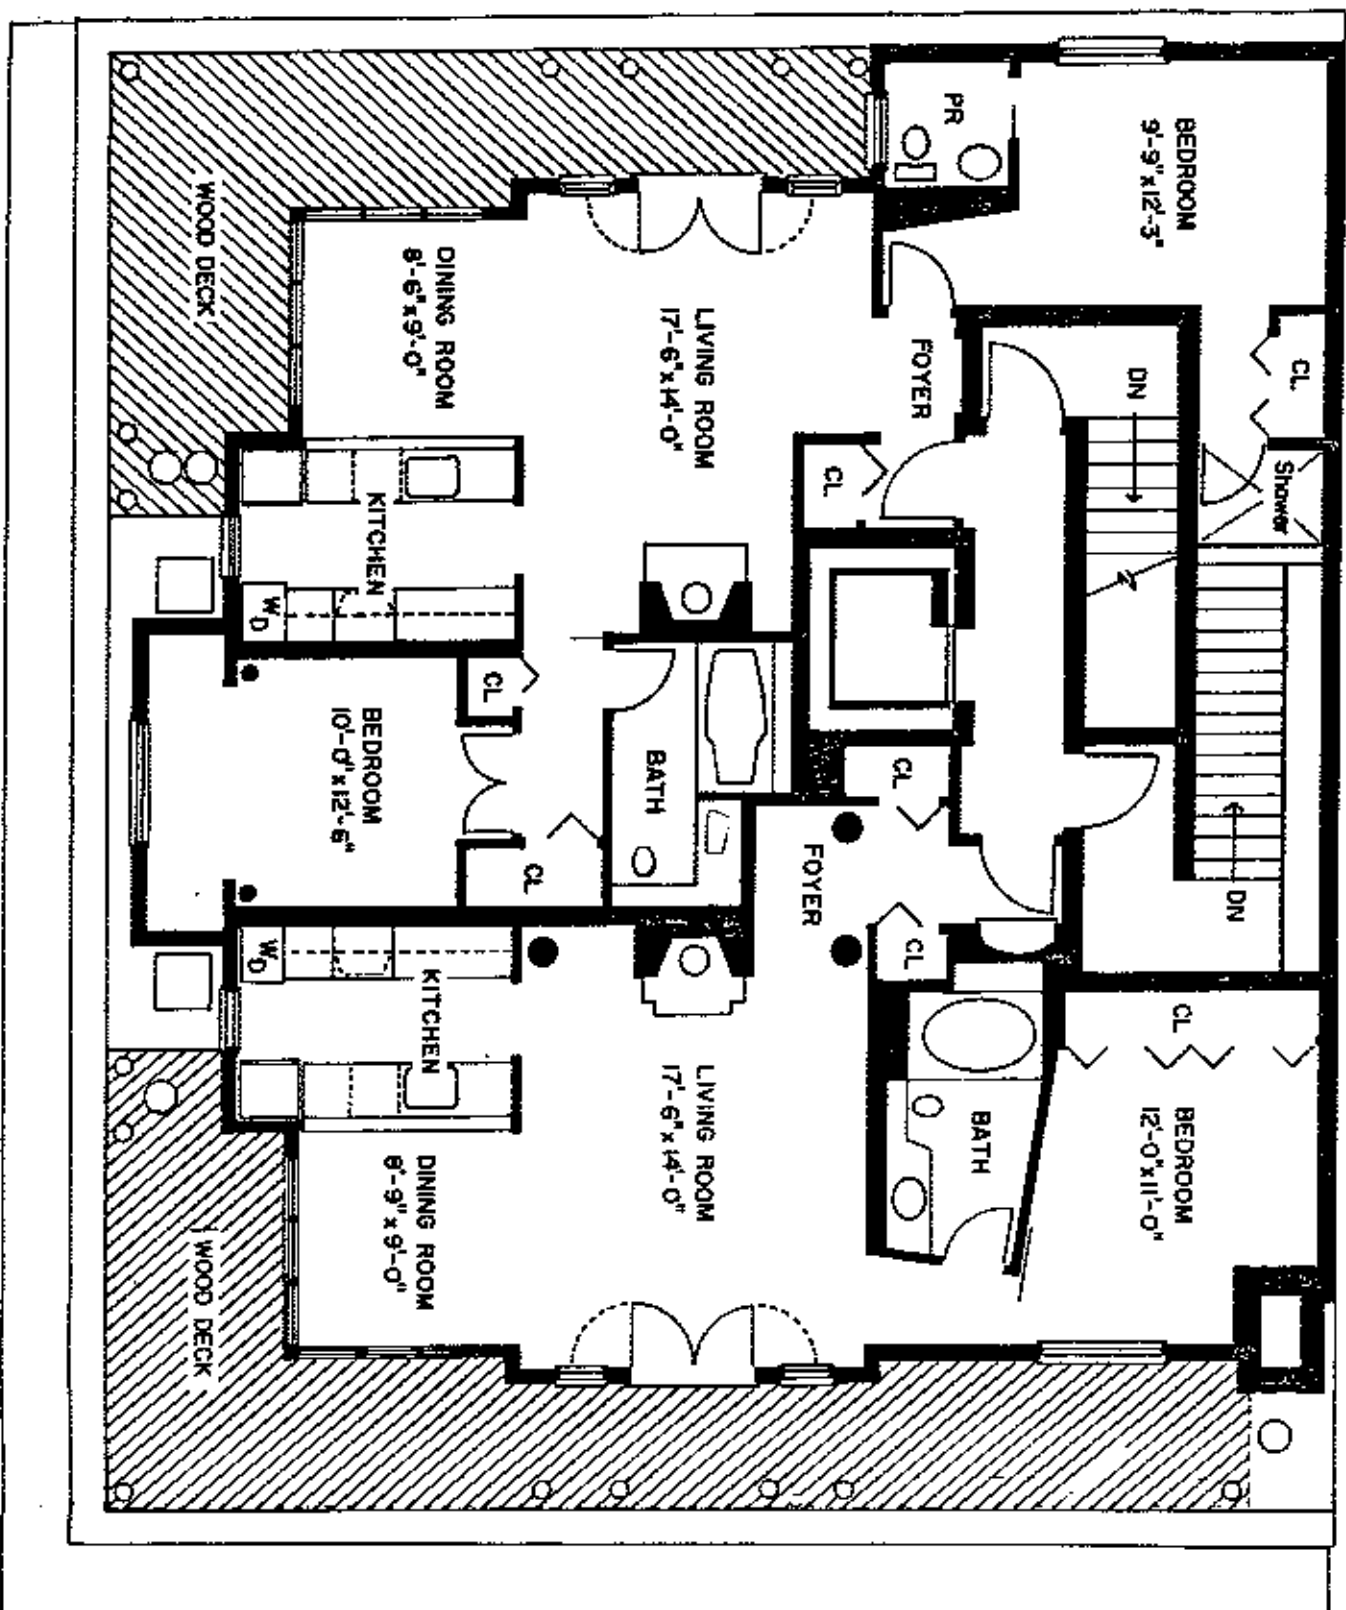 WOOD DECK
DINING ROOM
8'-6" x 9'-0"
LIVING ROOM
17'-6" x 14'-0"
FOYER
PR
BEDROOM
9'-9" x 12'-3"
CL
Shower
DN
CL
KITCHEN
W
D
CL
BEDROOM
10'-0" x 12'-6"
CL
BATH
CL
FOYER
CL
DN
W
D
KITCHEN
LIVING ROOM
17'-6" x 14'-0"
DINING ROOM
8'-9" x 9'-0"
BATH
CL
BEDROOM
12'-0" x 11'-0"
WOOD DECK